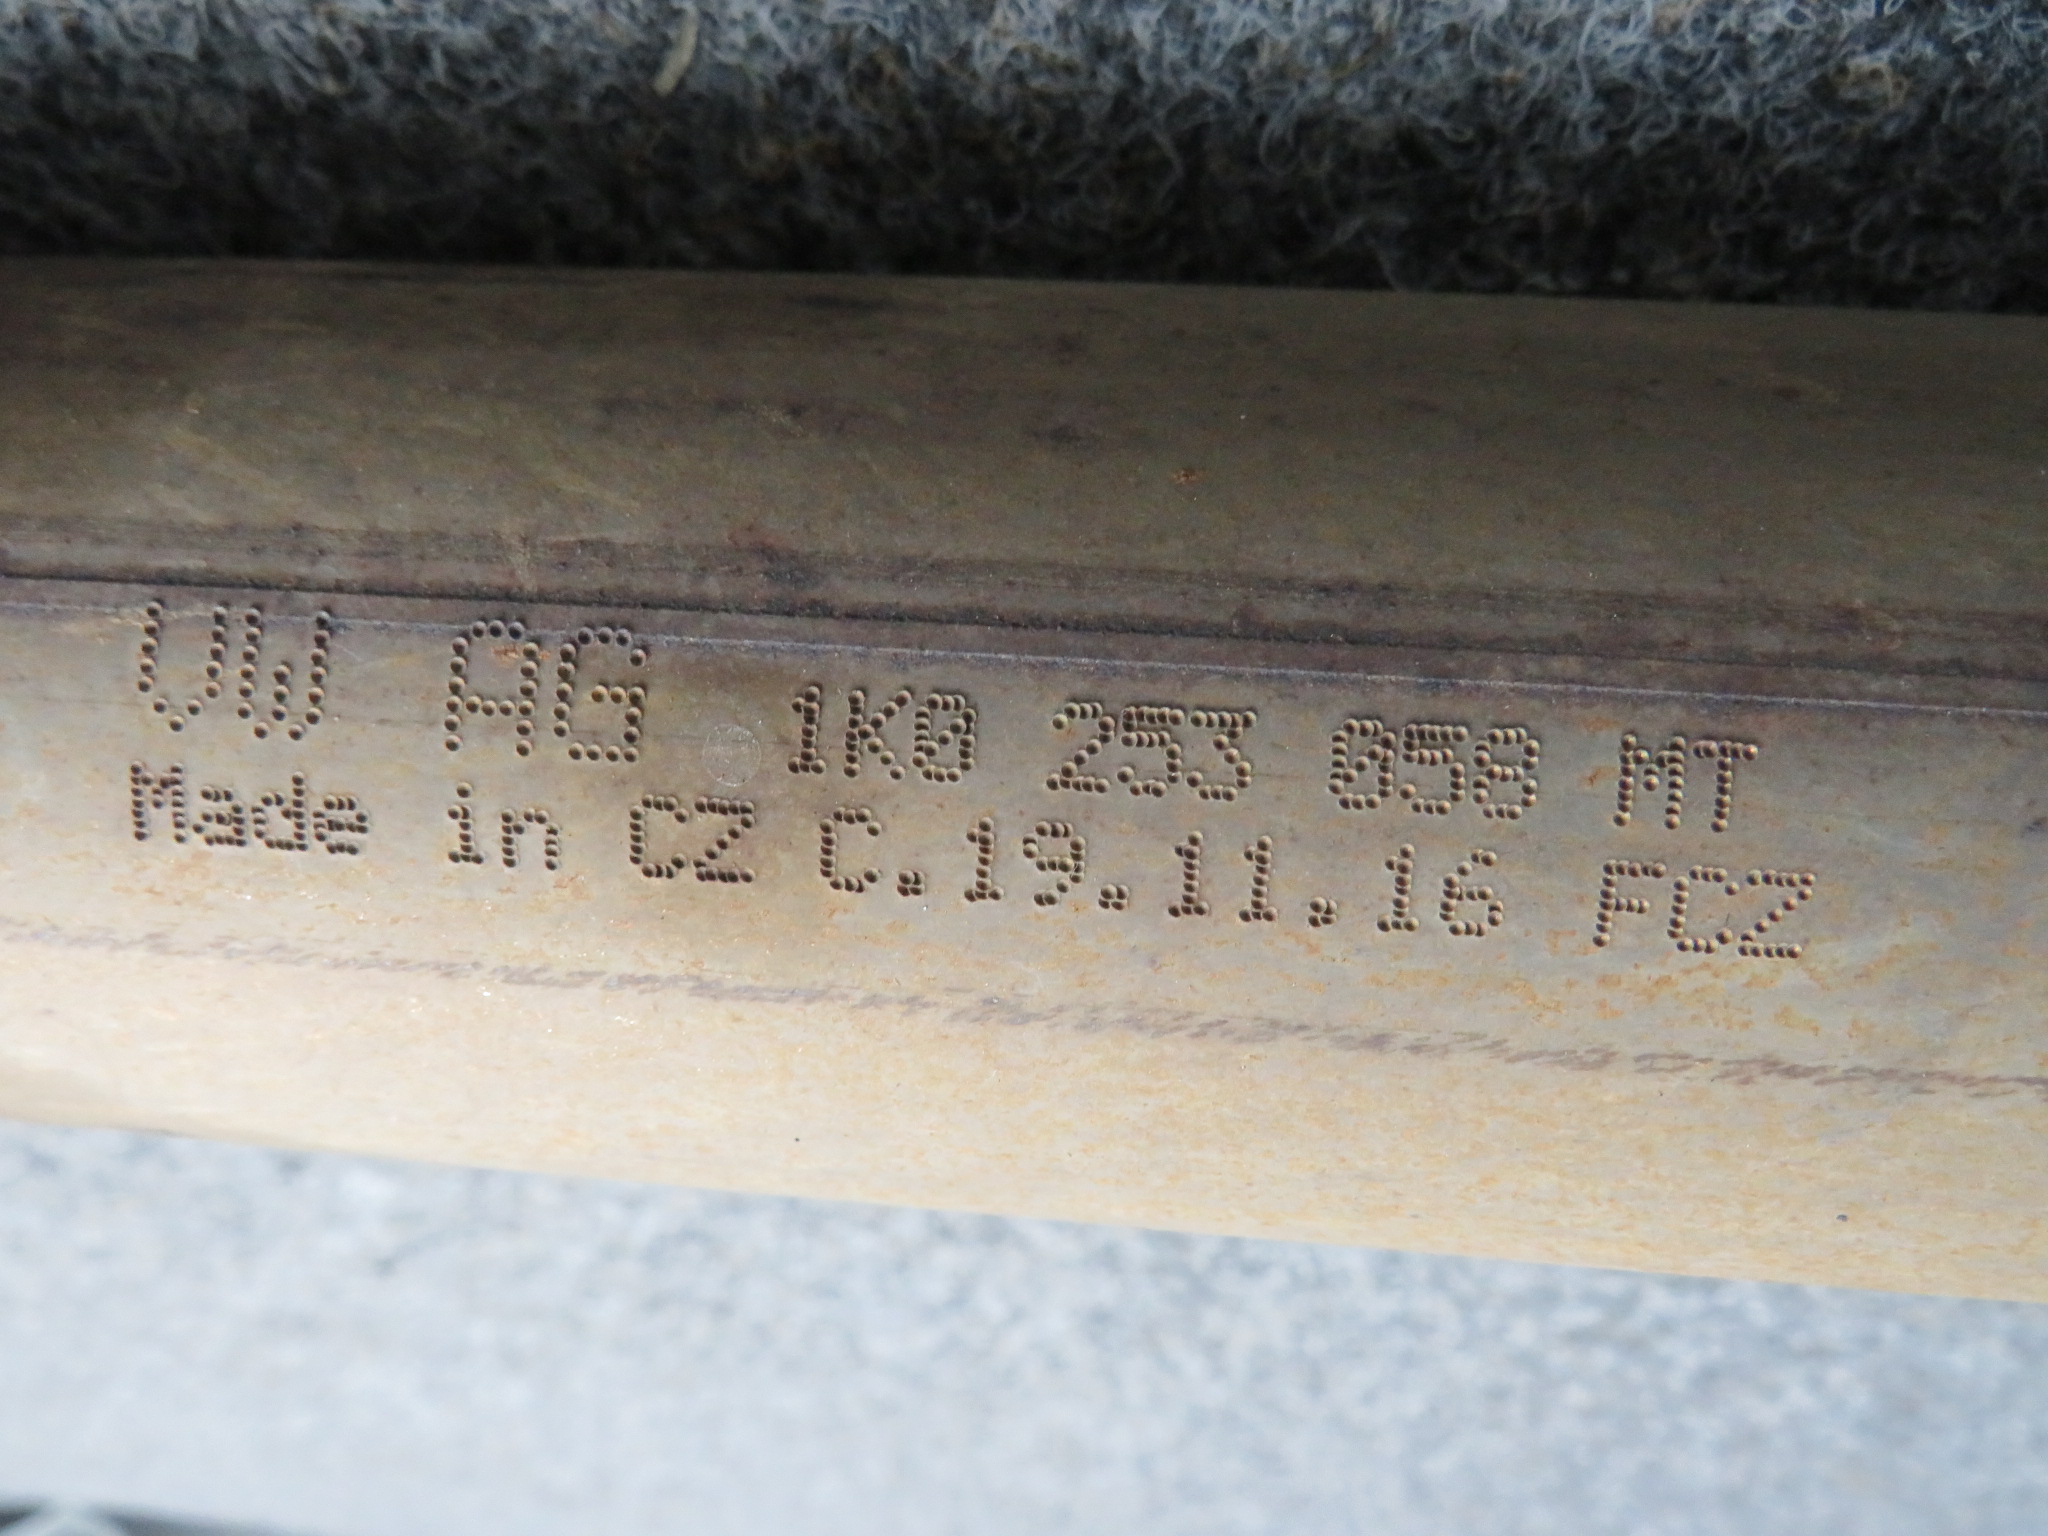 VW AG 1K0 253 058 MT
Made in CZ C.19.11.16 FCZ